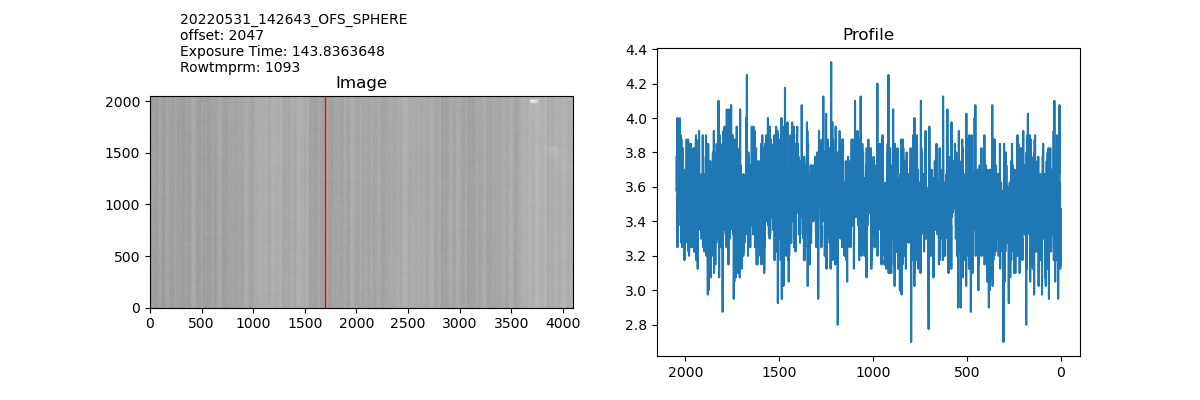 20220531_142643_OFS_SPHERE
offset: 2047
Exposure Time: 143.8363648
Rowtmprm: 1093
Image
2000
1500
1000
500
0
0 500 1000 1500 2000 2500 3000 3500 4000
Profile
4.4
4.2
4.0
3.8
3.6
3.4
3.2
3.0
2.8
2000 1500 1000 500 0